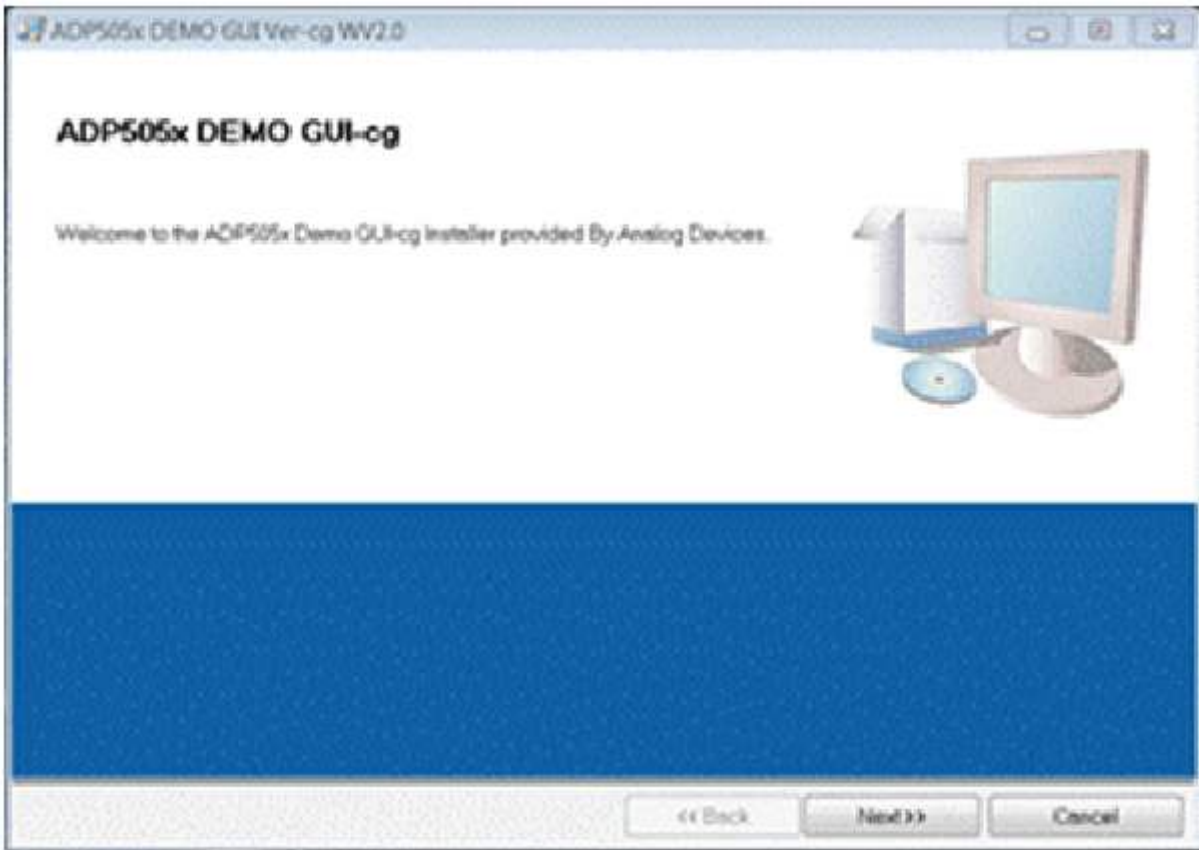 ADP505x DEMO GUI Ver-cg WV2.0
ADP505x DEMO GUI-cg
Welcome to the ADP505x Demo GUI-cg Installer provided By Analog Devices.
<< Back
Next >>
Cancel